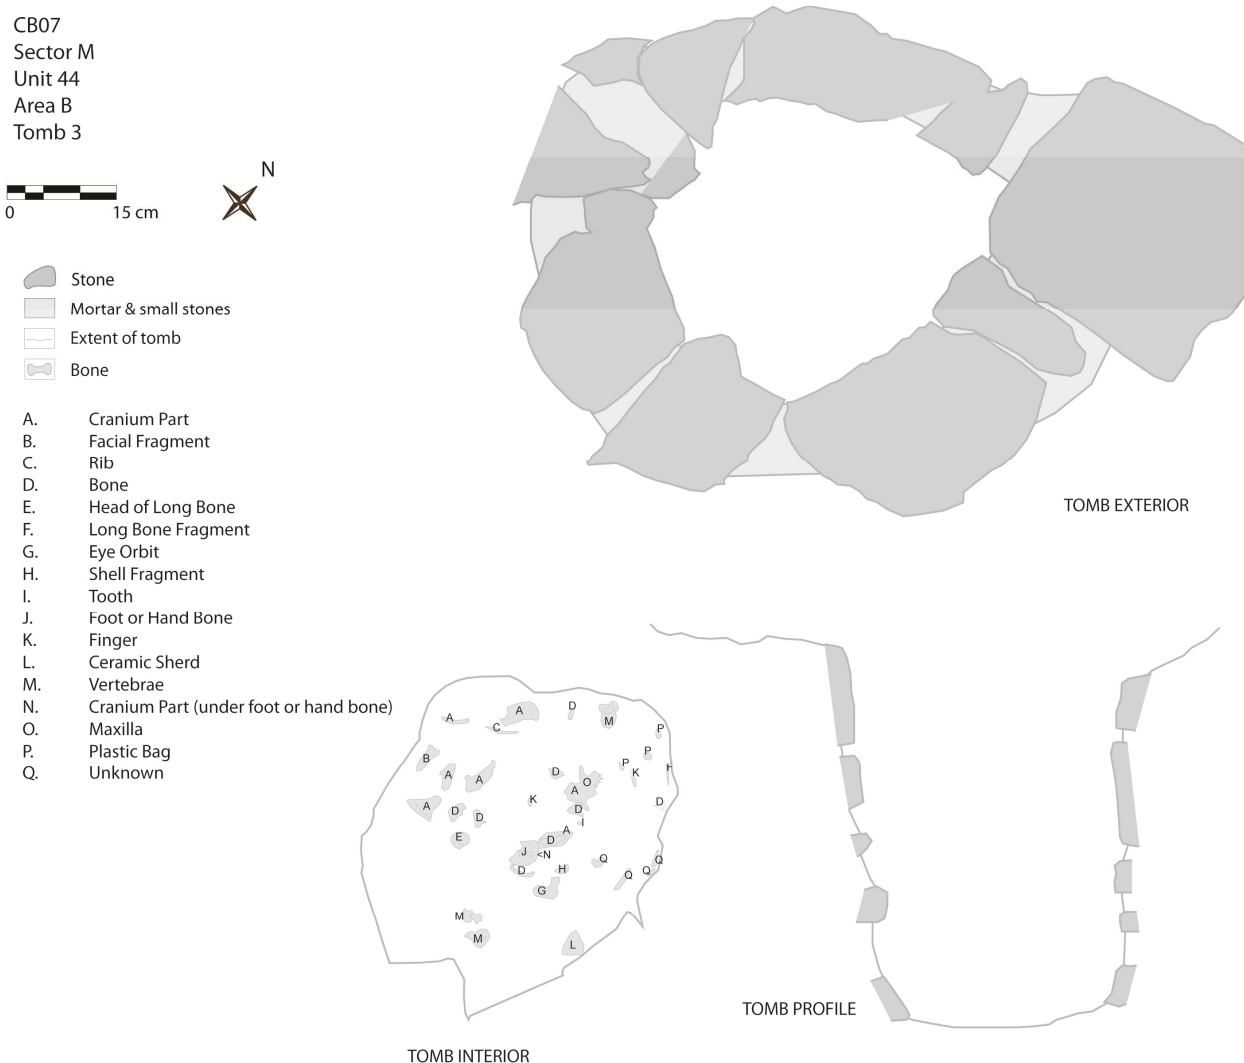 CB07
Sector M
Unit 44
Area B
Tomb 3
N
0 15 cm
Stone
Mortar & small stones
Extent of tomb
Bone
A. Cranium Part
B. Facial Fragment
C. Rib
D. Bone
E. Head of Long Bone
F. Long Bone Fragment
G. Eye Orbit
H. Shell Fragment
I. Tooth
J. Foot or Hand Bone
K. Finger
L. Ceramic Sherd
M. Vertebrae
N. Cranium Part (under foot or hand bone)
O. Maxilla
P. Plastic Bag
Q. Unknown
TOMB EXTERIOR
A
C
A
D
M
P
B
A
A
D
O
A
P
K
P
H
A
D
D
K
D
I
D
E
A
D
J
<N
D
H
G
Q
Q
Q
Q
M
M
L
TOMB INTERIOR
TOMB PROFILE